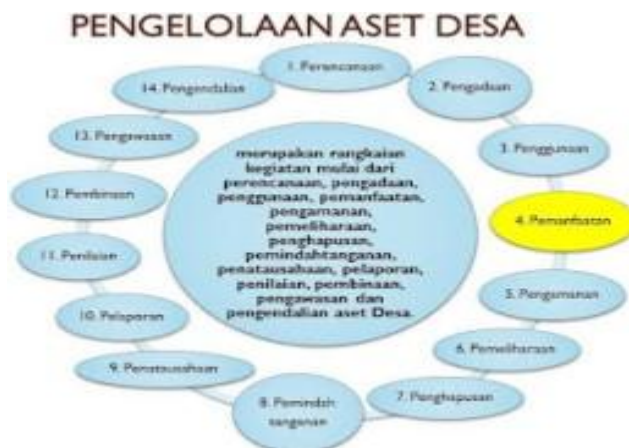 PENGELOLAAN ASET DESA
1. Perencanaan
2. Pengadaan
3. Penggunaan
4. Pemanfaatan
5. Pengamanan
6. Pemeliharaan
7. Penghapusan
8. Pemindah
tanganan
9. Penatausahaan
10. Pelaporan
11. Penilaian
12. Pembinaan
13. Pengawasan
14. Pengendalian
merupakan rangkaian
kegiatan mulai dari
perencanaan, pengadaan,
penggunaan, pemanfaatan,
pengamanan,
pemeliharaan,
penghapusan,
pemindahtanganan,
penatausahaan, pelaporan,
penilaian, pembinaan,
pengawasan dan
pengendalian aset Desa.